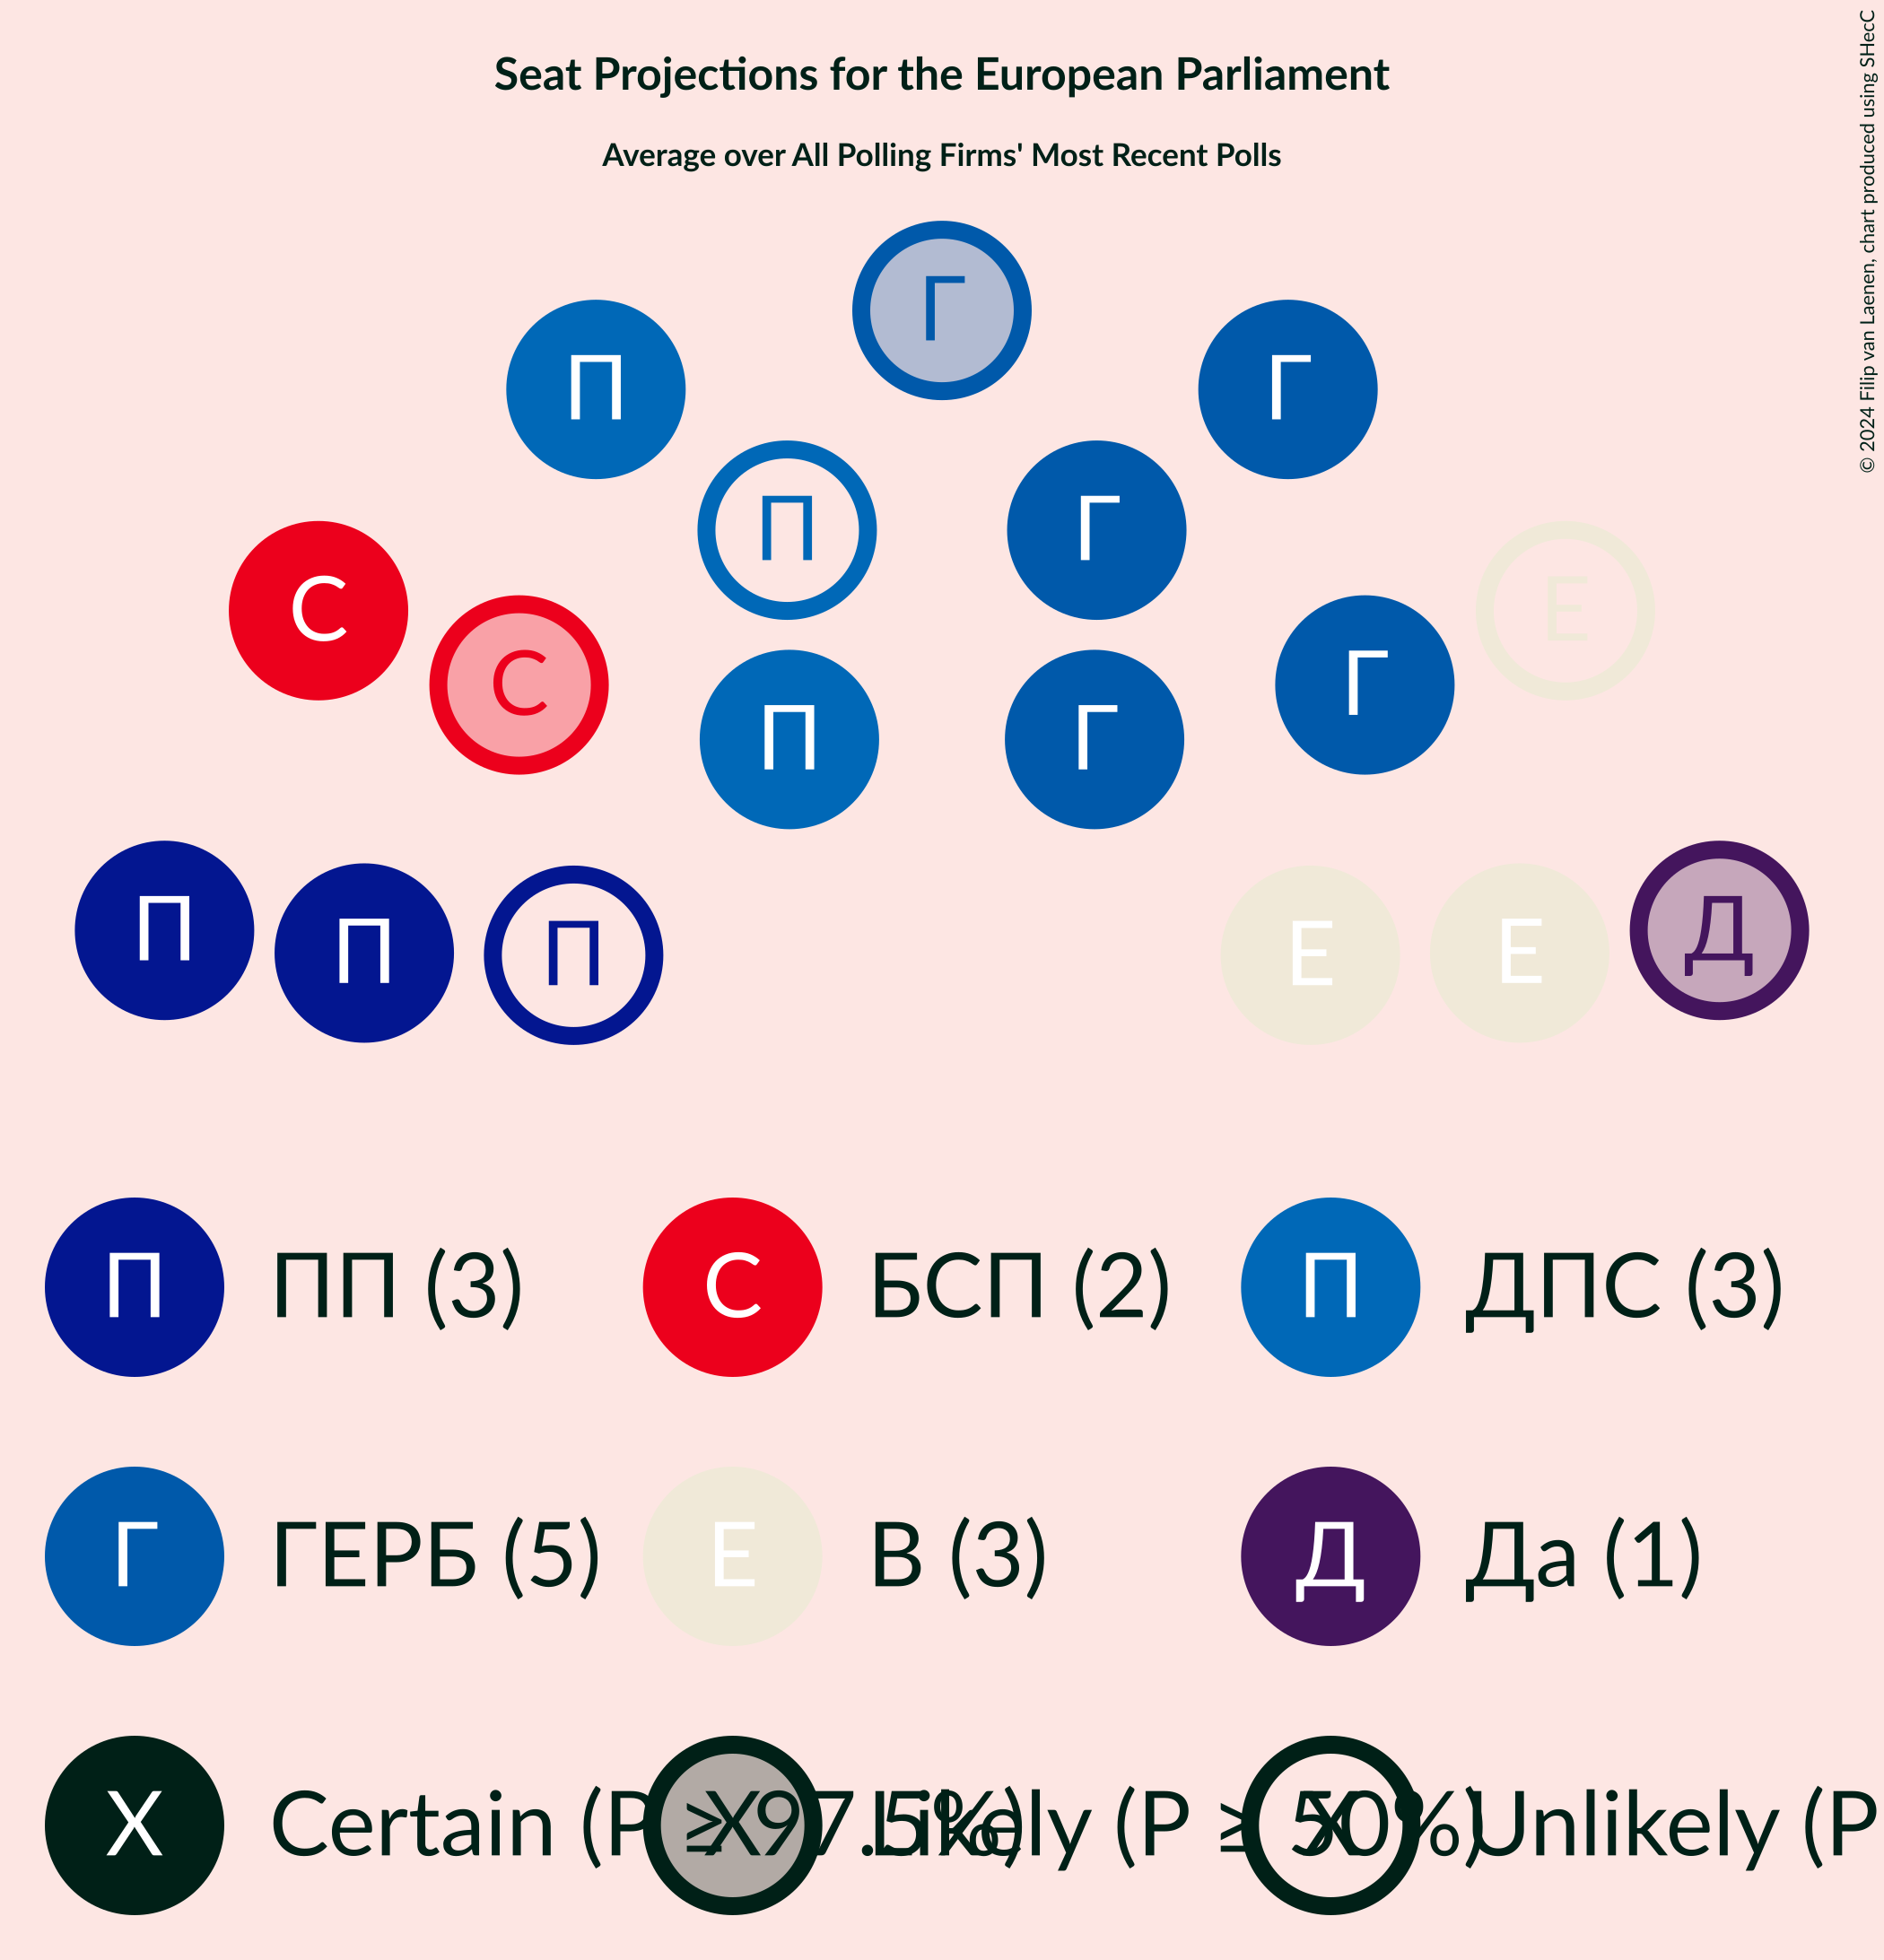 Seat Projections for the European Parliament
Average over All Polling Firms' Most Recent Polls
© 2024 Filip van Laenen, chart produced using SHecC
Г
П
Г
П
Г
С
Е
С
Г
П
Г
П
Д
П
Е
П
Е
П
ПП (3)
С
БСП (2)
П
ДПС (3)
Г
ГЕРБ (5)
Е
В (3)
Д
Да (1)
X
Certain (P ≥ 97.5%)
X
Likely (P ≥ 50%)
X
Unlikely (P